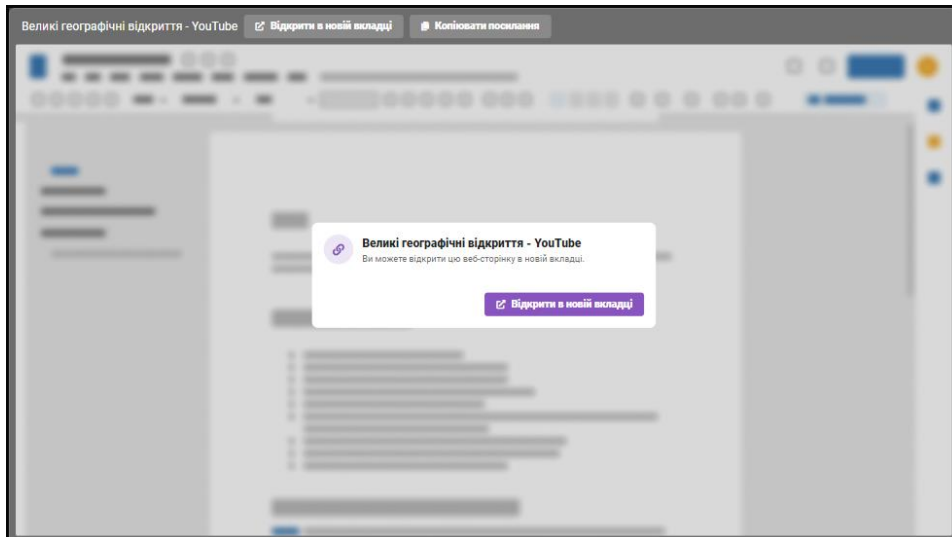 Великі географічні відкриття - YouTube Відкрити в новій вкладці Копіювати посилання
Великі географічні відкриття - YouTube
Ви можете відкрити цю веб-сторінку в новій вкладці.
Відкрити в новій вкладці